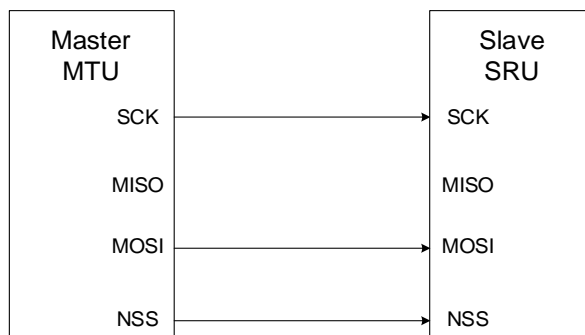 Master
MTU
Slave
SRU
SCK
SCK
MISO
MISO
MOSI
MOSI
NSS
NSS